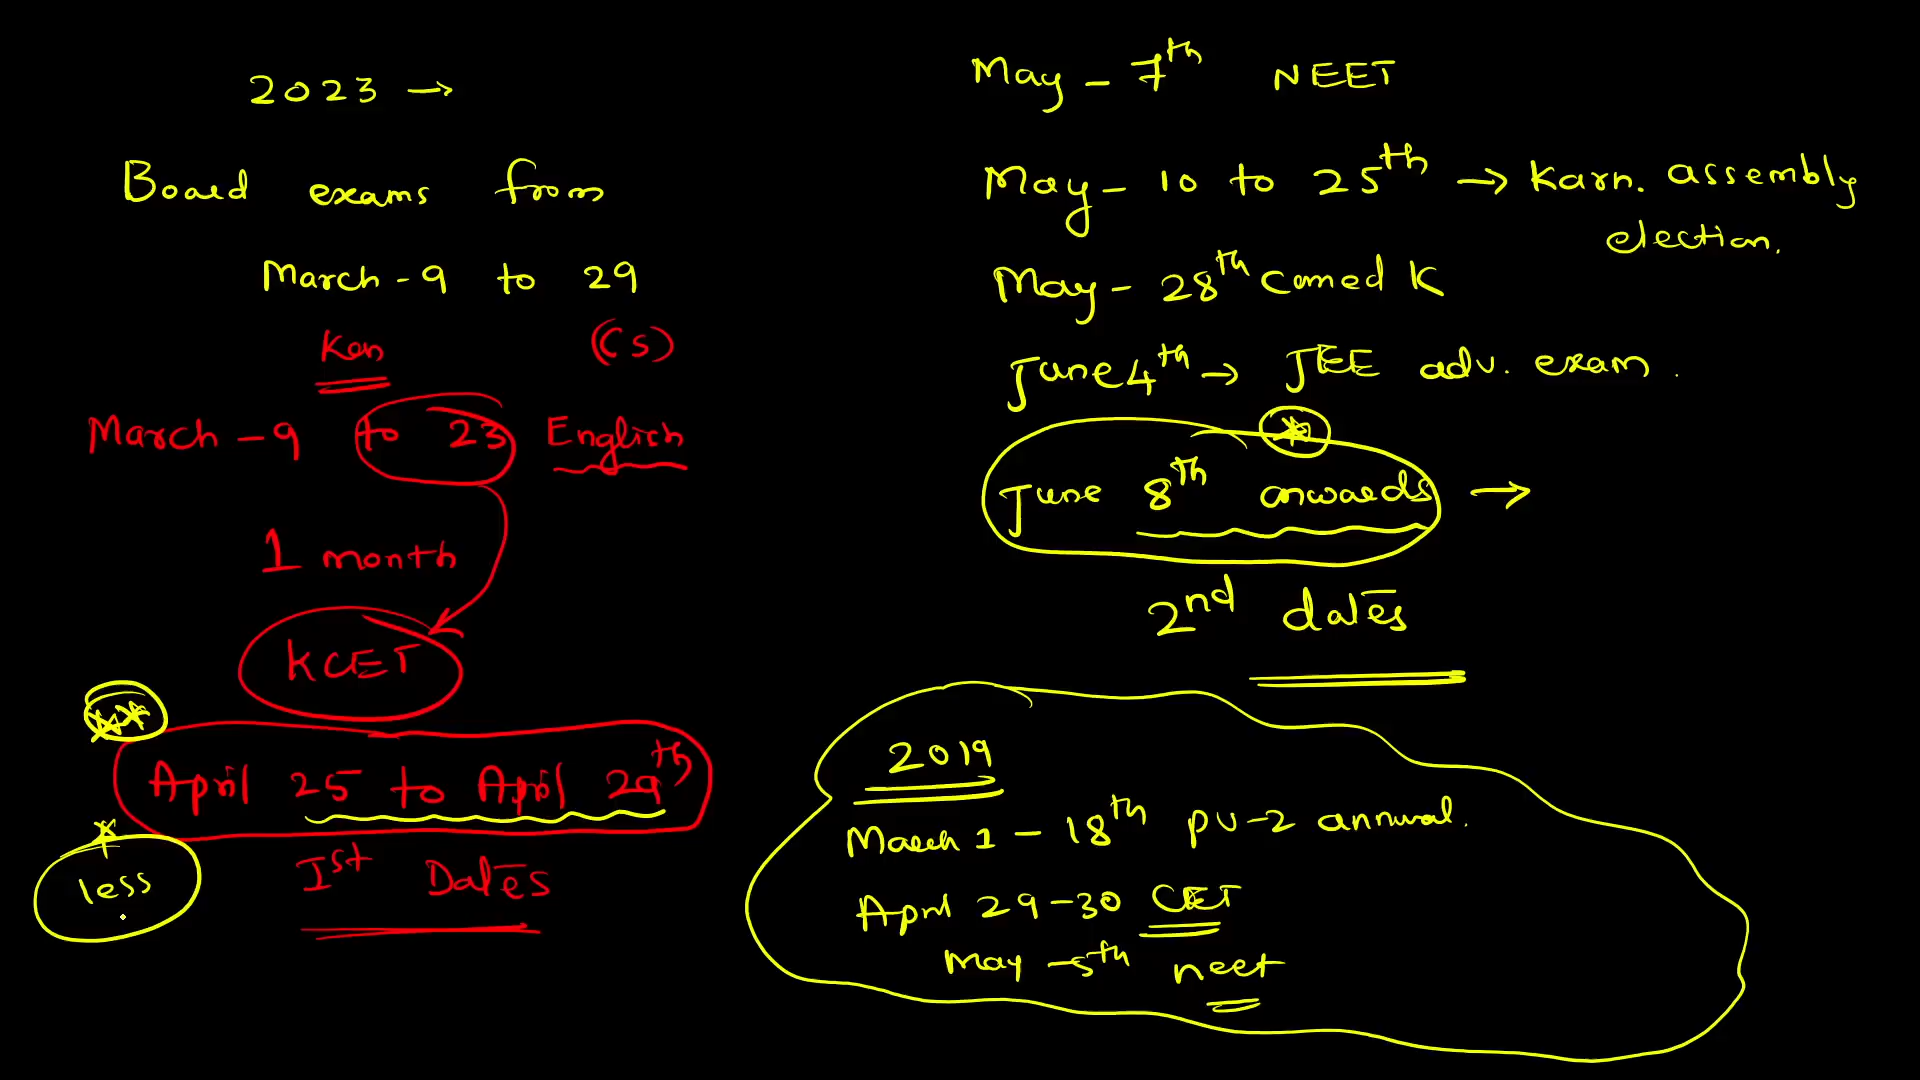 2023 →
Board exams from
March - 9 to 29
Kan (CS)
March - 9 to 23 English
1 month
KCET
April 25 to April 29th
less
Ist Dates
May - 7th NEET
May - 10 to 25th → Karn. assembly
election.
May - 28th Comed K
June 4th → JEE adv. exam.
June 8th onwards →
2nd dates
2019
March 1 - 18th PU-2 annual.
April 29-30 CET
May -5th neet